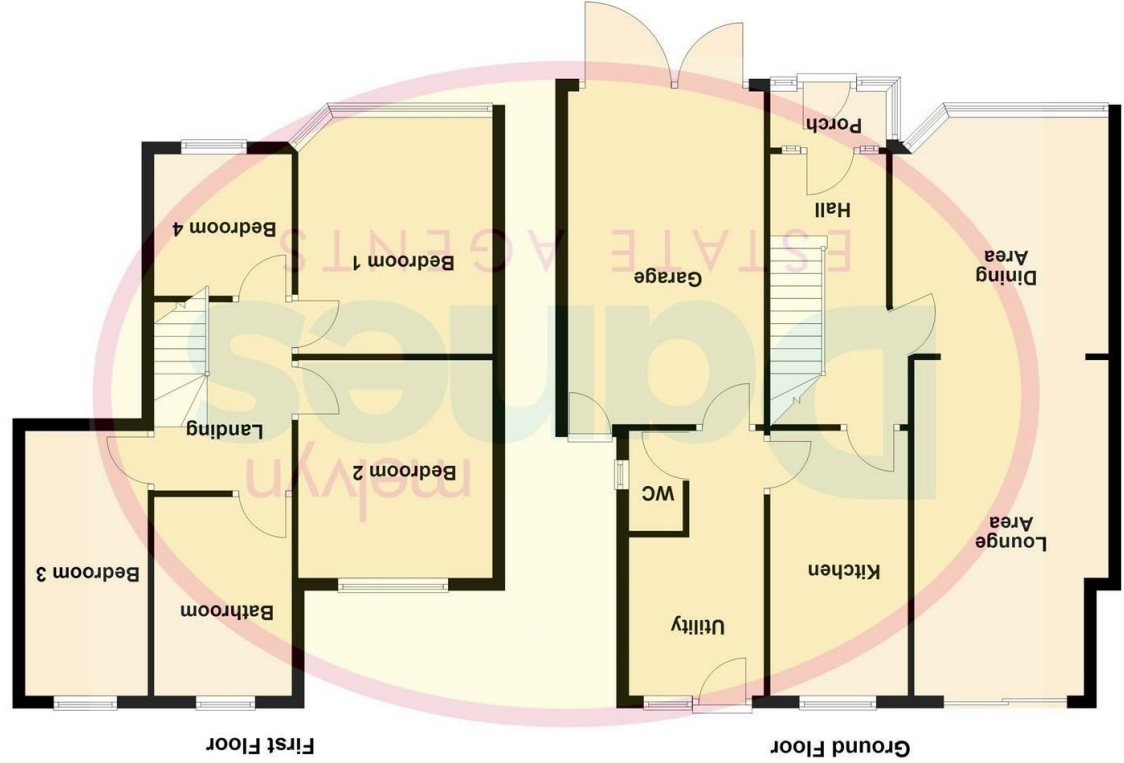 Ground Floor
Utility
Kitchen
Lounge
Area
WC
Garage
Dining
Area
Hall
Porch
First Floor
Bathroom
Bedroom 3
Bedroom 2
Landing
Bedroom 1
Bedroom 4
melvyn
Danes
ESTATE AGENTS